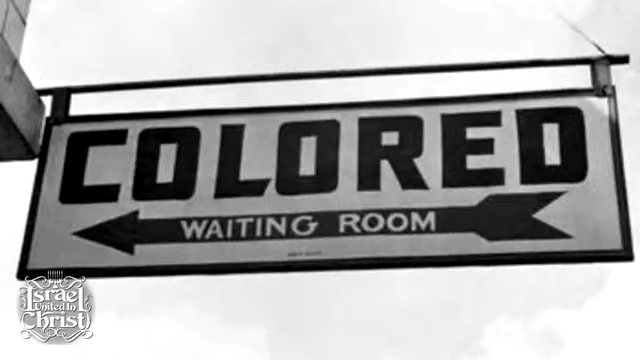 COLORED
WAITING ROOM
Israel
United In
Christ